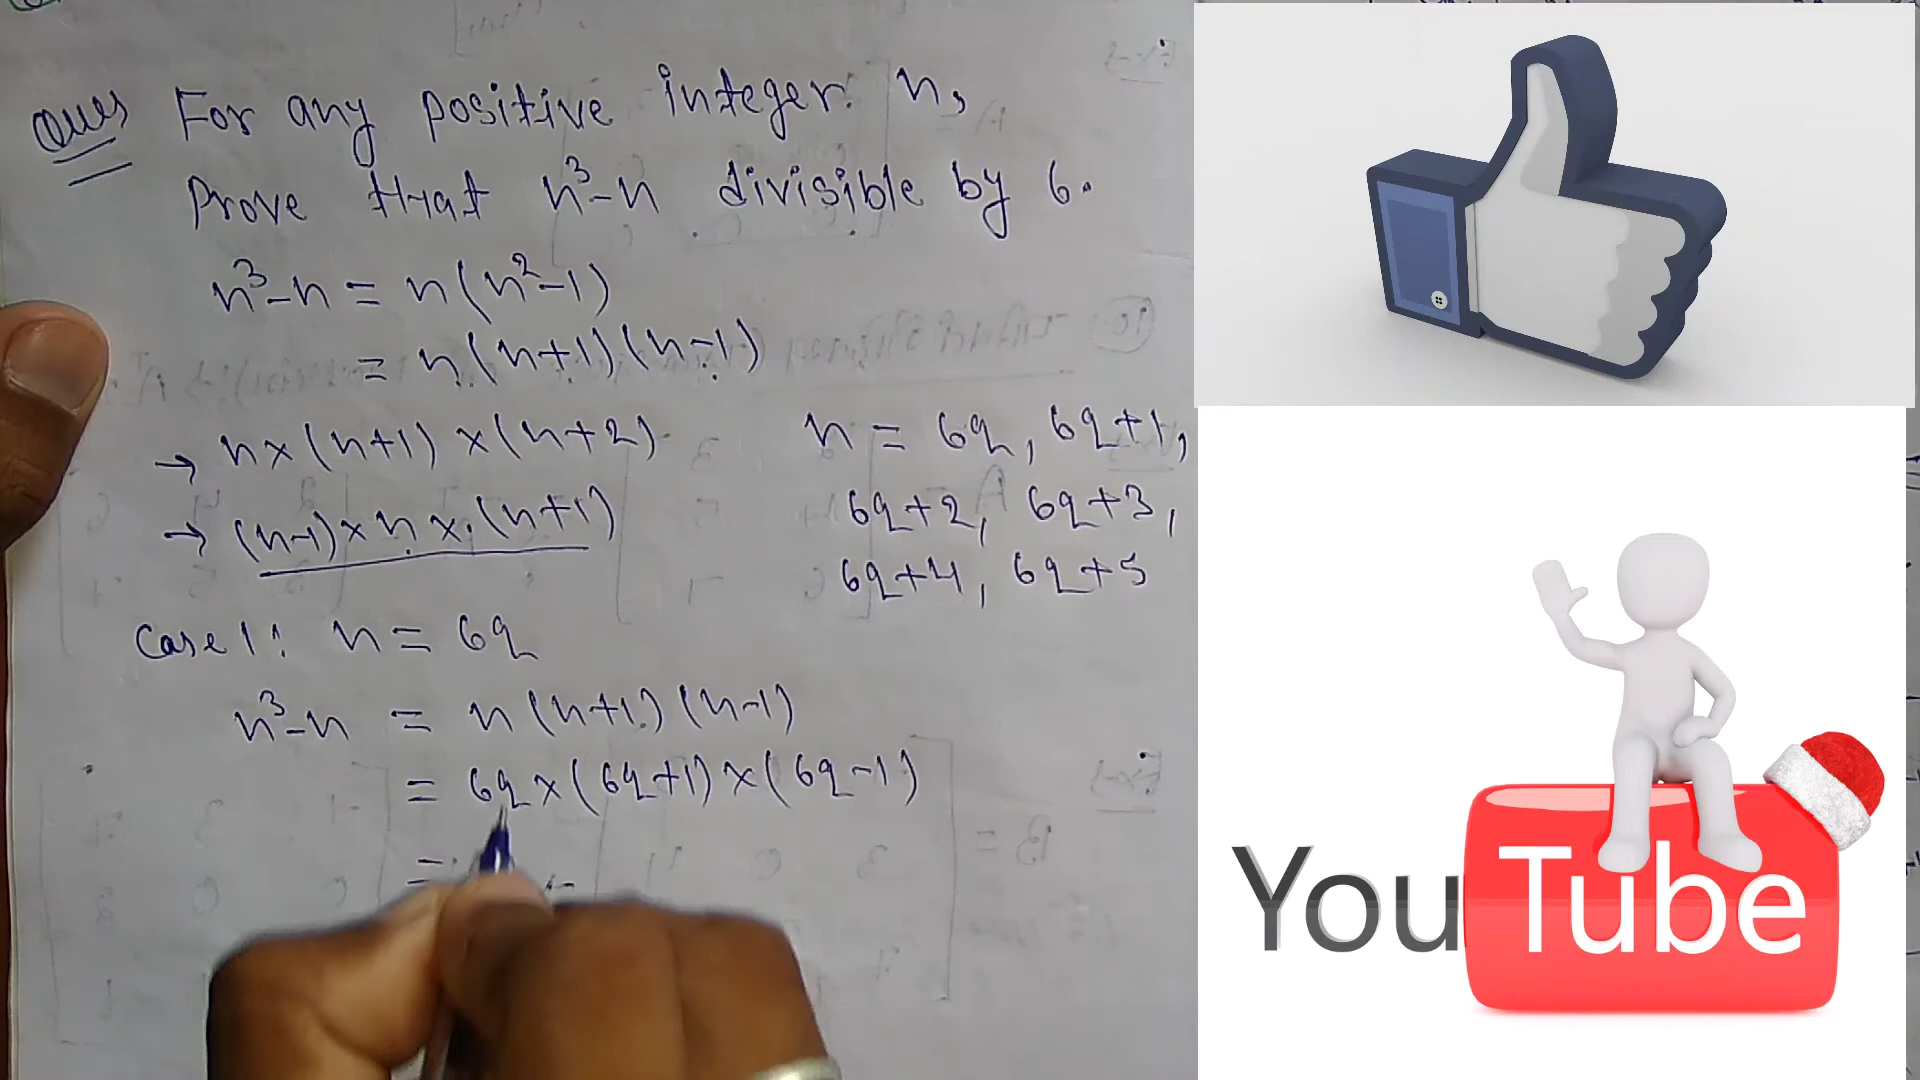 Ques For any positive integer n,
Prove that n³-n divisible by 6.
n³-n = n(n²-1)
= n(n+1)(n-1)
→ n×(n+1)×(n+2)
→ (n-1)×n×(n+1)
n = 6q, 6q+1,
6q+2, 6q+3,
6q+4, 6q+5
Case 1: n = 6q
n³-n = n(n+1)(n-1)
= 6q×(6q+1)×(6q-1)
=
YouTube